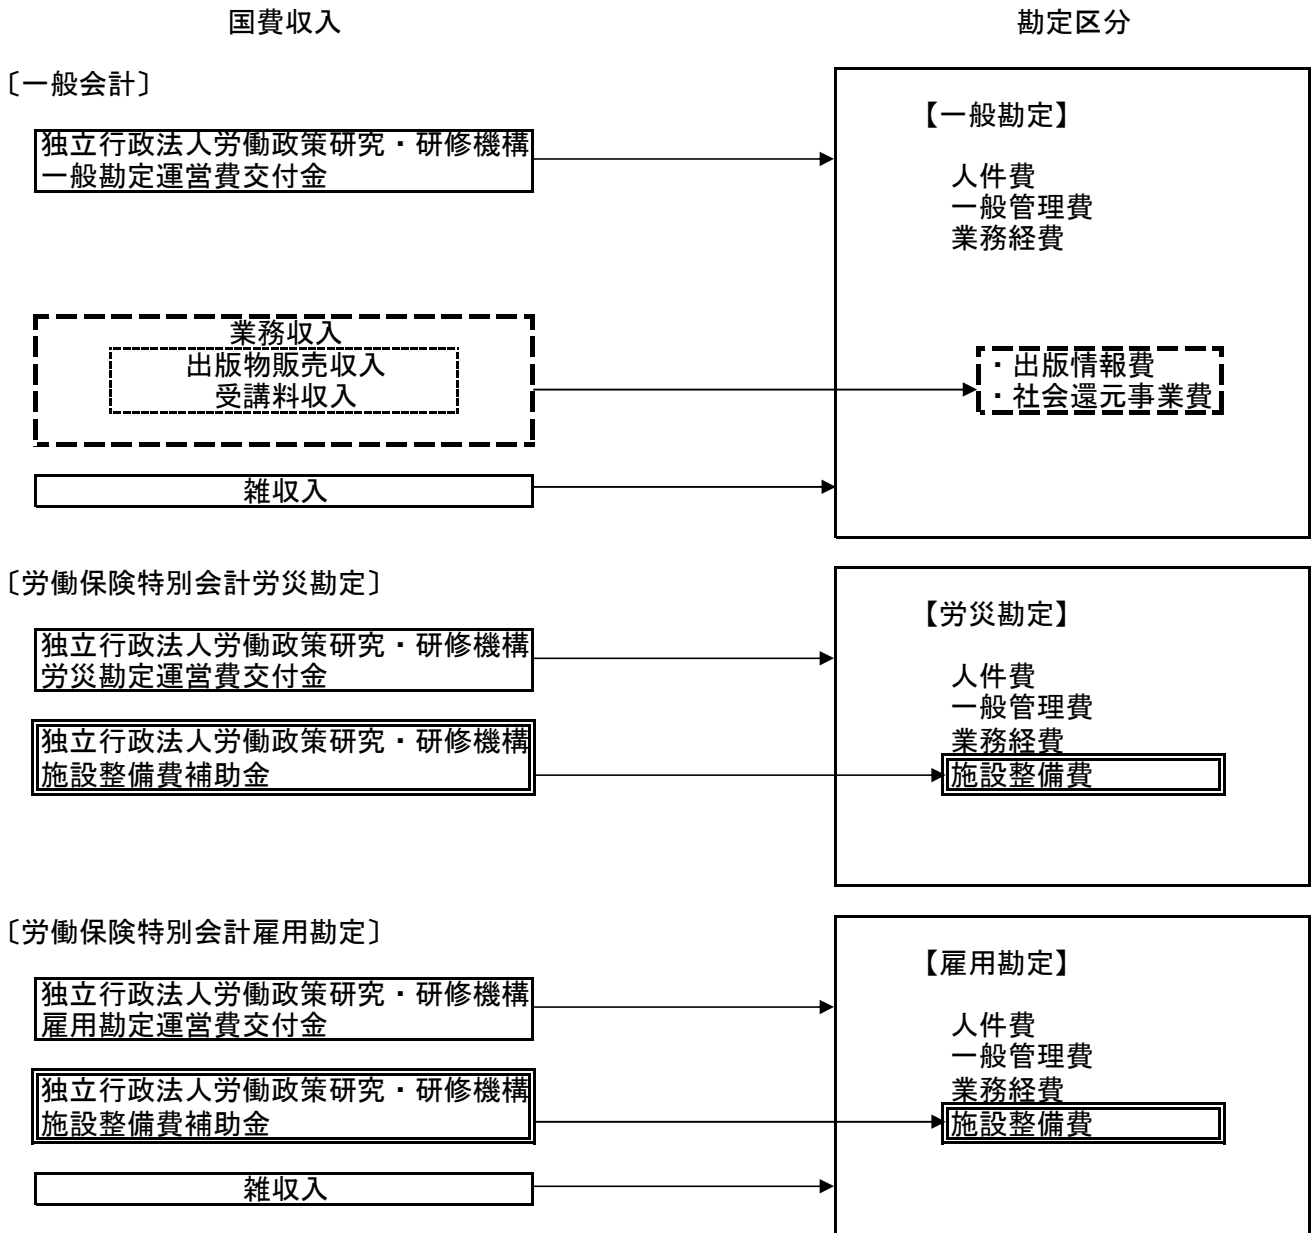 国費収入
勘定区分
〔一般会計〕
独立行政法人労働政策研究・研修機構
一般勘定運営費交付金
【一般勘定】
人件費
一般管理費
業務経費
業務収入
出版物販売収入
受講料収入
・出版情報費
・社会還元事業費
雑収入
〔労働保険特別会計労災勘定〕
独立行政法人労働政策研究・研修機構
労災勘定運営費交付金
独立行政法人労働政策研究・研修機構
施設整備費補助金
【労災勘定】
人件費
一般管理費
業務経費
施設整備費
〔労働保険特別会計雇用勘定〕
独立行政法人労働政策研究・研修機構
雇用勘定運営費交付金
独立行政法人労働政策研究・研修機構
施設整備費補助金
雑収入
【雇用勘定】
人件費
一般管理費
業務経費
施設整備費